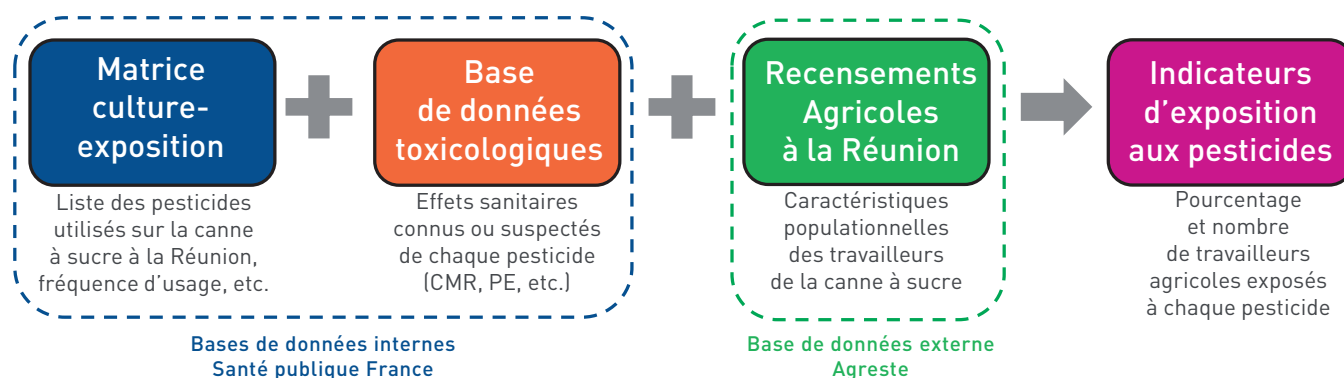 Matrice
culture-
exposition
Liste des pesticides
utilisés sur la canne
à sucre à la Réunion,
fréquence d'usage, etc.
Base
de données
toxicologiques
Effets sanitaires
connus ou suspectés
de chaque pesticide
(CMR, PE, etc.)
Bases de données internes
Santé publique France
Recensements
Agricoles
à la Réunion
Caractéristiques
populationnelles
des travailleurs
de la canne à sucre
Base de données externe
Agreste
Indicateurs
d'exposition
aux pesticides
Pourcentage
et nombre
de travailleurs
agricoles exposés
à chaque pesticide